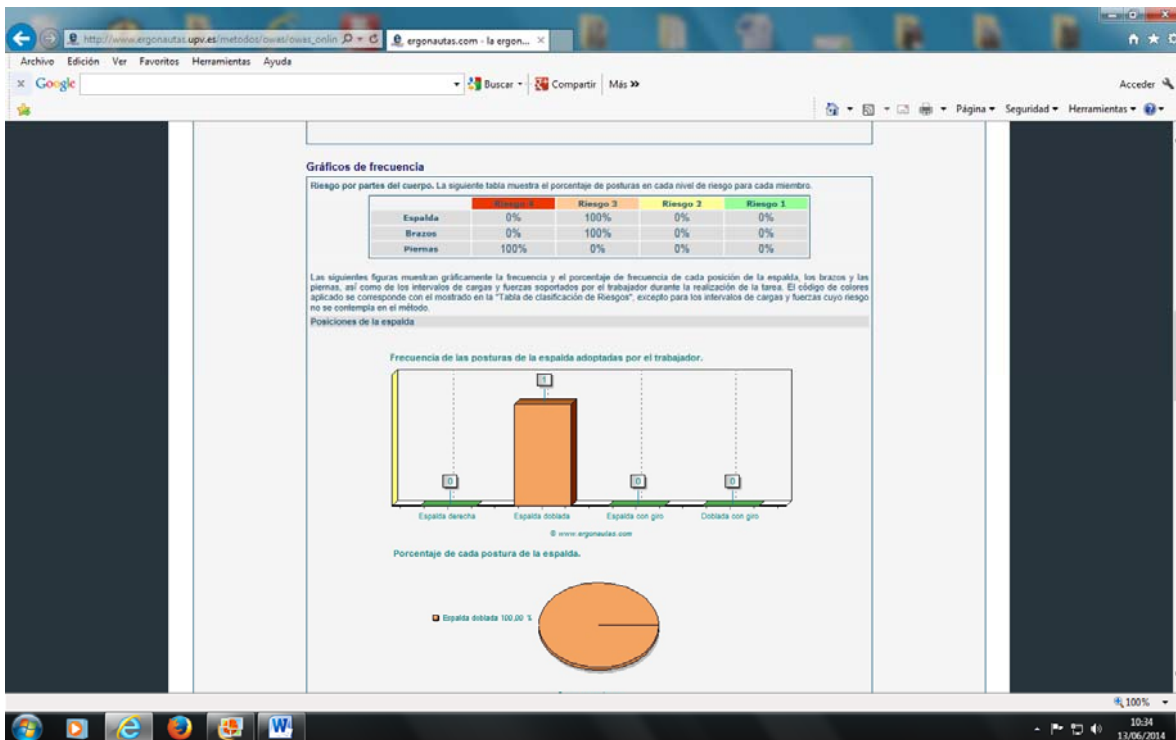 http://www.ergonautas.upv.es/metodos/owas/owas_onlin
ergonautas.com - la ergon...
Archivo Edición Ver Favoritos Herramientas Ayuda
x Google Buscar Compartir Más » Acceder
Página Seguridad Herramientas
Gráficos de frecuencia
Riesgo por partes del cuerpo. La siguiente tabla muestra el porcentaje de posturas en cada nivel de riesgo para cada miembro.
Riesgo 4 Riesgo 3 Riesgo 2 Riesgo 1
Espalda 0% 100% 0% 0%
Brazos 0% 100% 0% 0%
Piernas 100% 0% 0% 0%
Las siguientes figuras muestran gráficamente la frecuencia y el porcentaje de frecuencia de cada posición de la espalda, los brazos y las
piernas, así como de los intervalos de cargas y fuerzas soportados por el trabajador durante la realización de la tarea. El código de colores
aplicado se corresponde con el mostrado en la "Tabla de clasificación de Riesgos", excepto para los intervalos de cargas y fuerzas cuyo riesgo
no se contempla en el método.
Posiciones de la espalda
Frecuencia de las posturas de la espalda adoptadas por el trabajador.
0 1 0 0
Espalda derecha Espalda doblada Espalda con giro Doblada con giro
© www.ergonautas.com
Porcentaje de cada postura de la espalda.
Espalda doblada 100,00 %
100%
10:34
13/06/2014